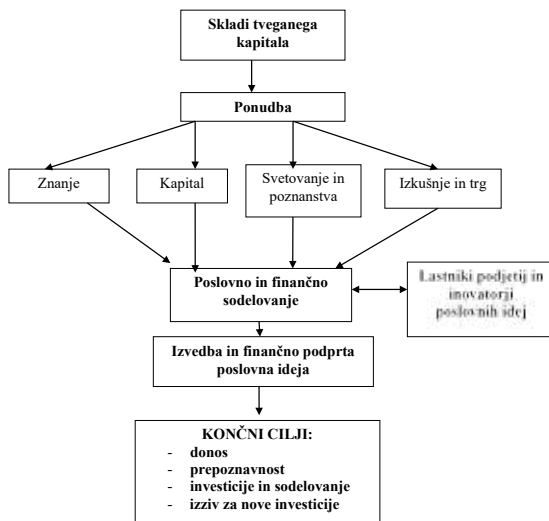 Skladi tveganega
kapitala
Ponudba
Znanje
Kapital
Svetovanje in
poznanstva
Izkušnje in trg
Poslovno in finančno
sodelovanje
Lastniki podjetij in
inovatorji
poslovnih idej
Izvedba in finančno podprta
poslovna ideja
KONČNI CILJI:
- donos
- prepoznavnost
- investicije in sodelovanje
- izziv za nove investicije